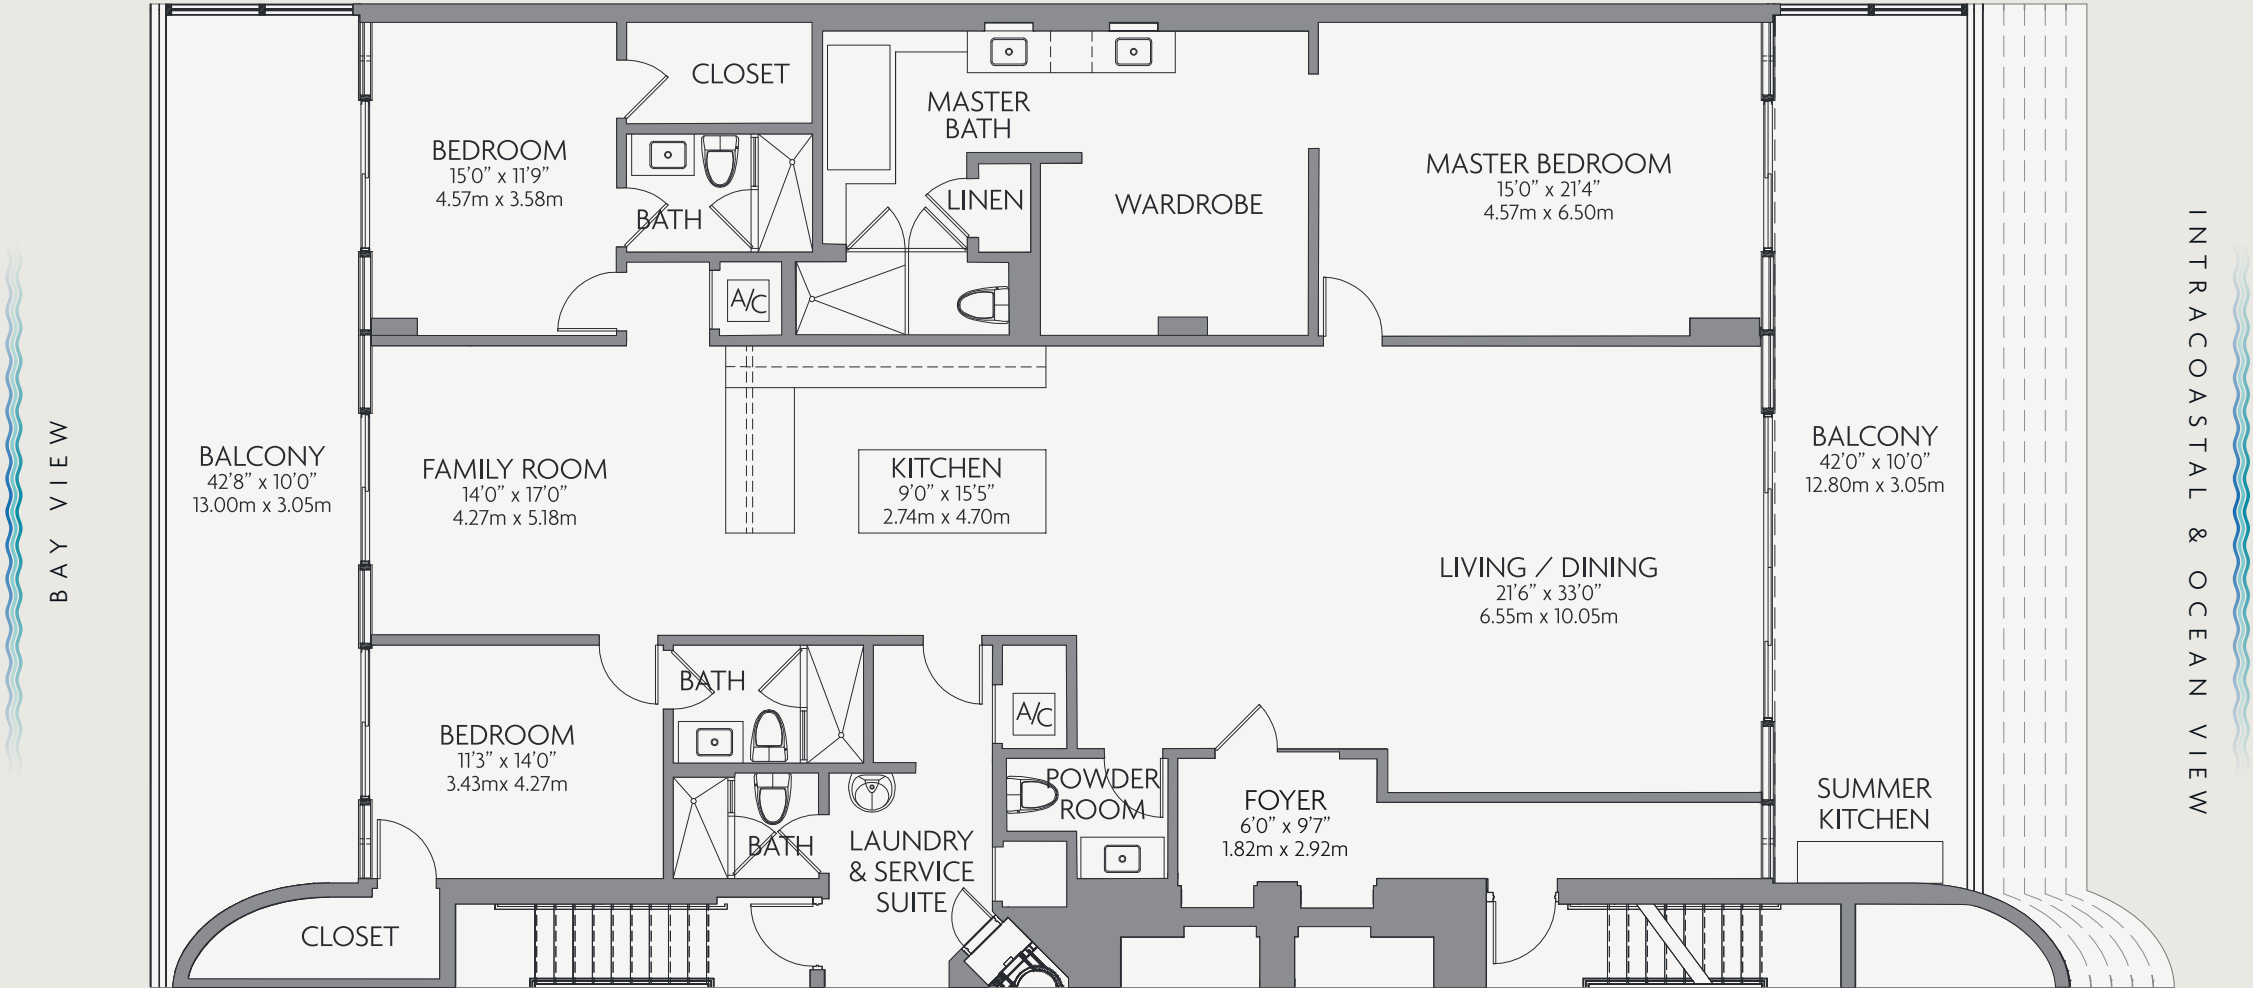 BAY VIEW
BALCONY
42'8" x 10'0"
13.00m x 3.05m
BEDROOM
15'0" x 11'9"
4.57m x 3.58m
CLOSET
BATH
A/C
MASTER
BATH
LINEN
WARDROBE
MASTER BEDROOM
15'0" x 21'4"
4.57m x 6.50m
FAMILY ROOM
14'0" x 17'0"
4.27m x 5.18m
KITCHEN
9'0" x 15'5"
2.74m x 4.70m
LIVING / DINING
21'6" x 33'0"
6.55m x 10.05m
BALCONY
42'0" x 10'0"
12.80m x 3.05m
SUMMER
KITCHEN
BEDROOM
11'3" x 14'0"
3.43mx 4.27m
BATH
A/C
BATH
LAUNDRY
& SERVICE
SUITE
POWDER
ROOM
FOYER
6'0" x 9'7"
1.82m x 2.92m
CLOSET
INTRACOASTAL & OCEAN VIEW